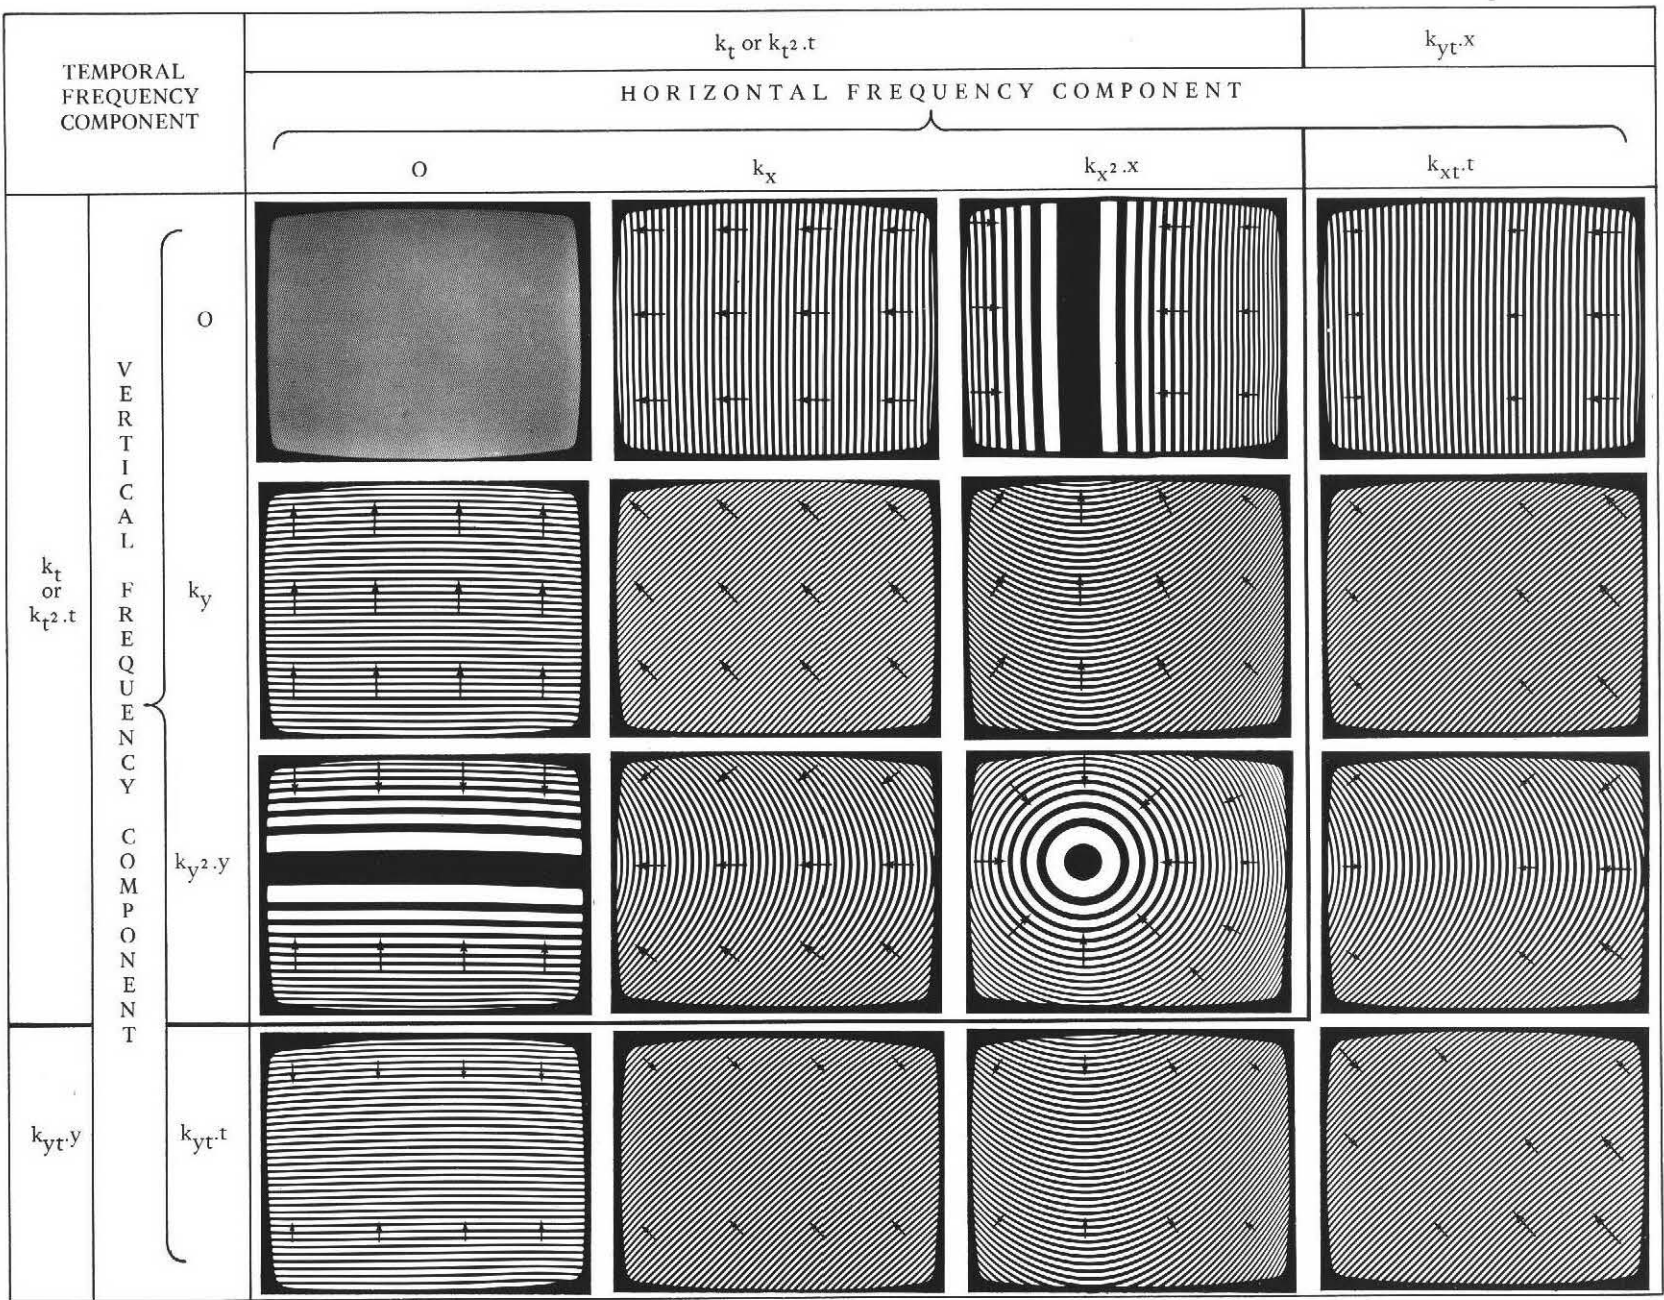 TEMPORAL
FREQUENCY
COMPONENT
k_t or k_t² .t
k_yt.x
HORIZONTAL FREQUENCY COMPONENT
O
k_x
k_x² .x
k_xt.t
VERTICAL FREQUENCY COMPONENT
O
k_t
or
k_t² .t
k_y
k_y² .y
k_yt.y
k_yt.t